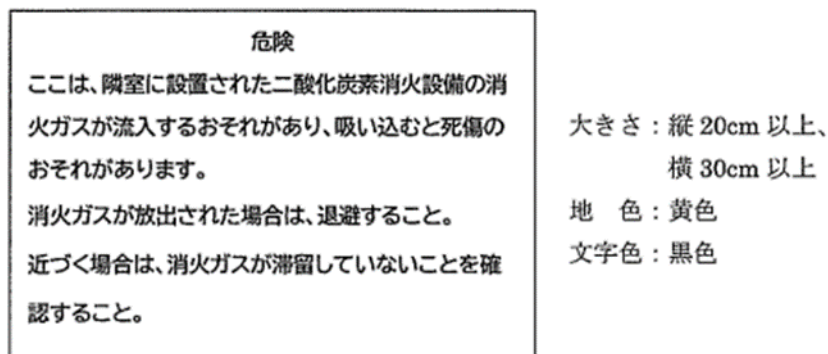 危険
ここは、隣室に設置された二酸化炭素消火設備の消
火ガスが流入するおそれがあり、吸い込むと死傷の
おそれがあります。
消火ガスが放出された場合は、退避すること。
近づく場合は、消火ガスが滞留していないことを確
認すること。
大きさ：縦 20cm 以上、
横 30cm 以上
地　色：黄色
文字色：黒色